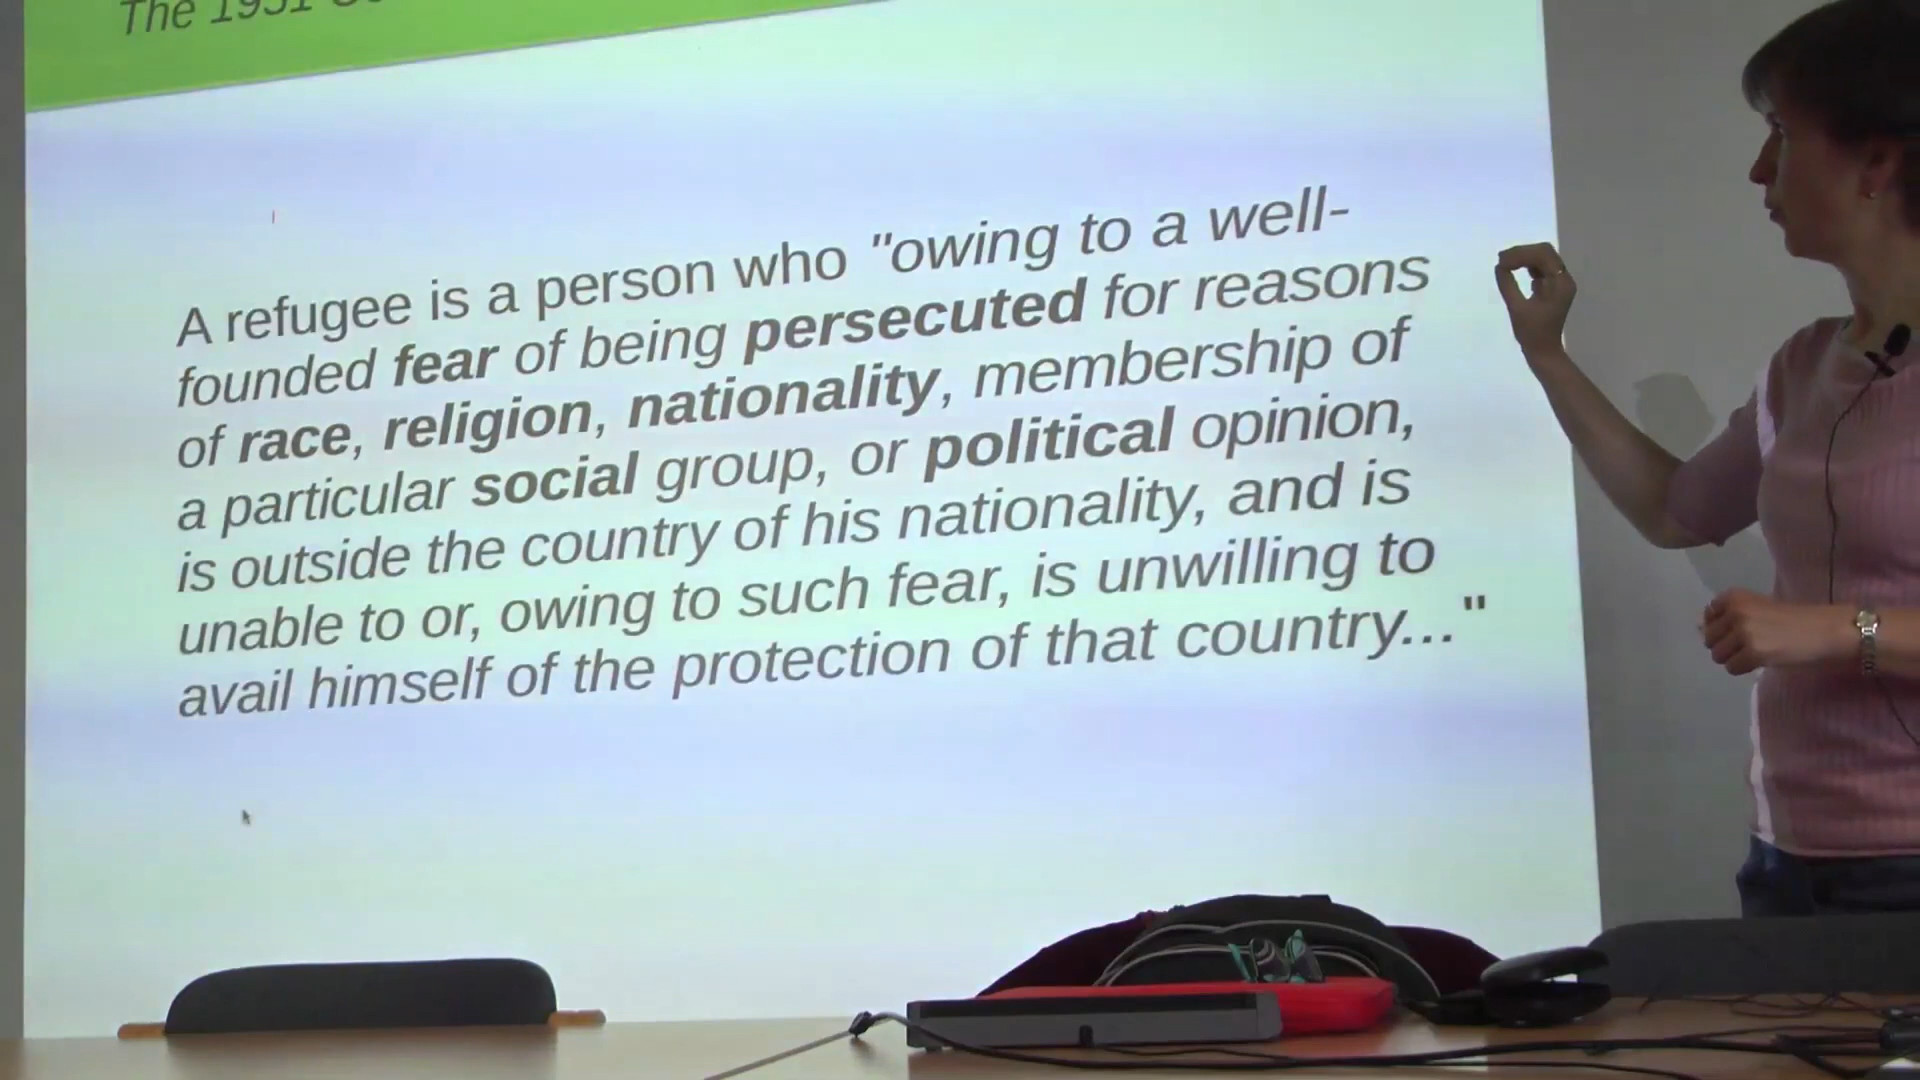 The 1951
A refugee is a person who "owing to a well-
founded fear of being persecuted for reasons
of race, religion, nationality, membership of
a particular social group, or political opinion,
is outside the country of his nationality, and is
unable to or, owing to such fear, is unwilling to
avail himself of the protection of that country..."